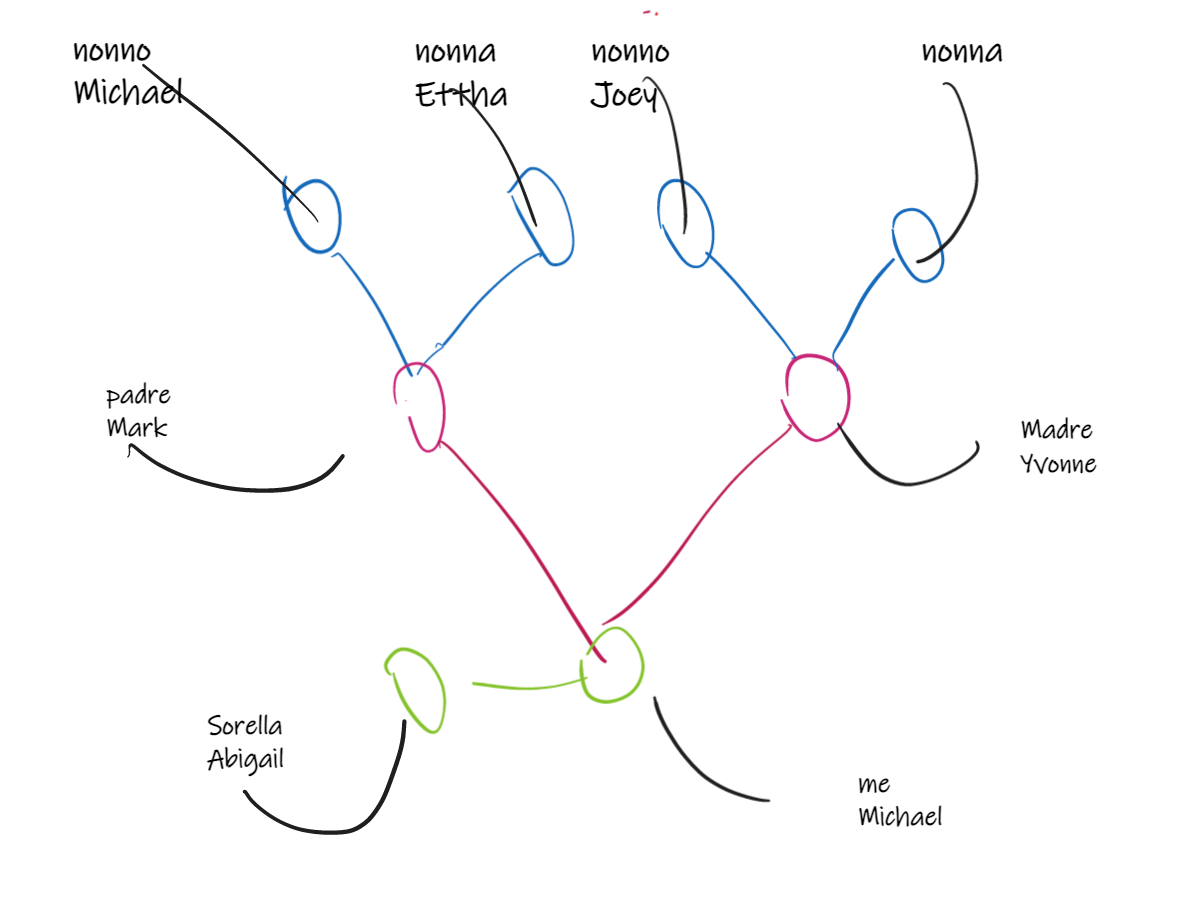 nonno
Michael
nonna
Ettha
nonno
Joey
nonna
padre
Mark
Madre
Yvonne
Sorella
Abigail
me
Michael